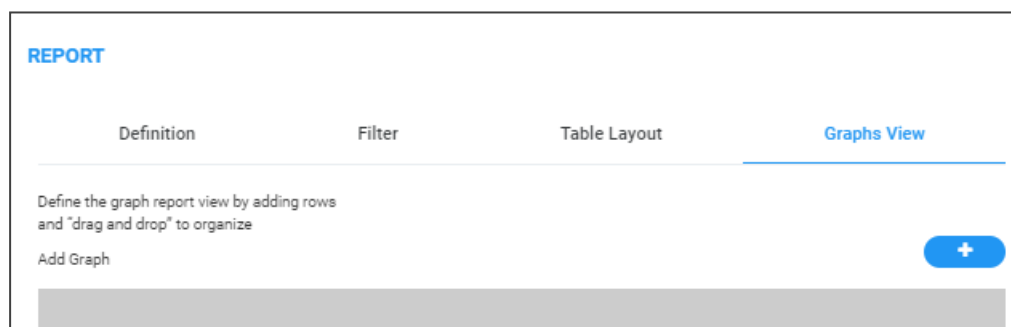 REPORT
Definition Filter Table Layout Graphs View
Define the graph report view by adding rows
and "drag and drop" to organize
Add Graph
+